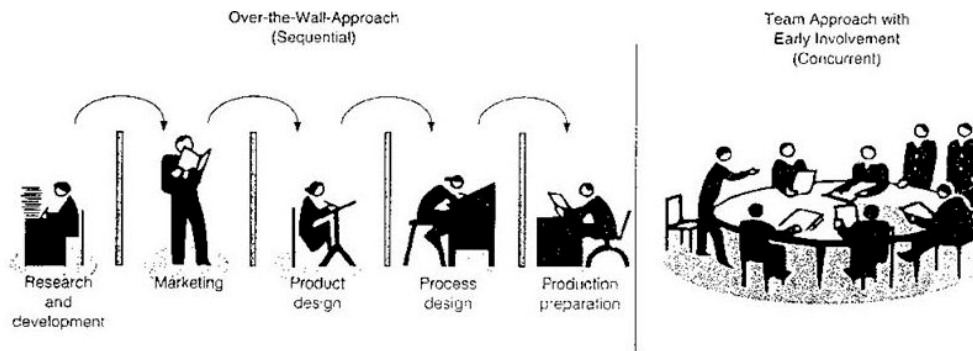 Over-the-Wall-Approach
(Sequential)
Research
and
development
Marketing
Product
design
Process
design
Production
preparation
Team Approach with
Early Involvement
(Concurrent)